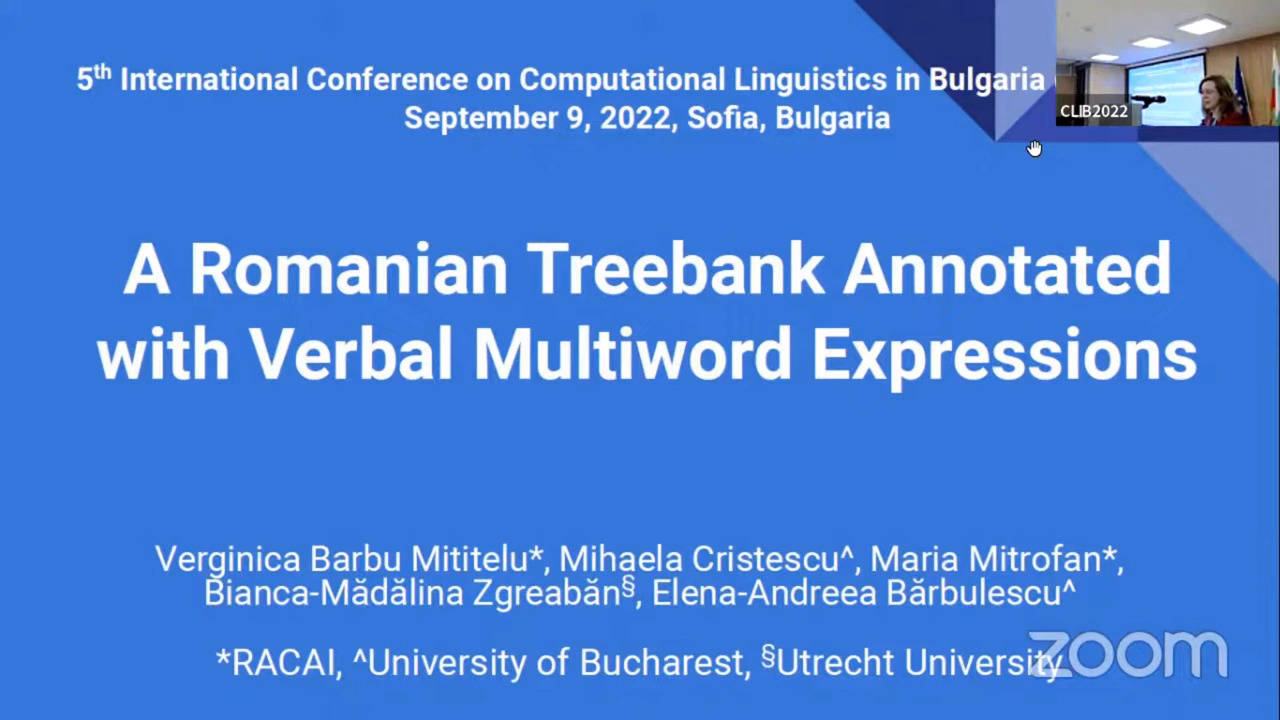 5th International Conference on Computational Linguistics in Bulgaria
September 9, 2022, Sofia, Bulgaria
CLIB2022
A Romanian Treebank Annotated
with Verbal Multiword Expressions
Verginica Barbu Mititelu*, Mihaela Cristescu^, Maria Mitrofan*,
Bianca-Mădălina Zgreabăn§, Elena-Andreea Bărbulescu^
*RACAI, ^University of Bucharest, §Utrecht University
zoom